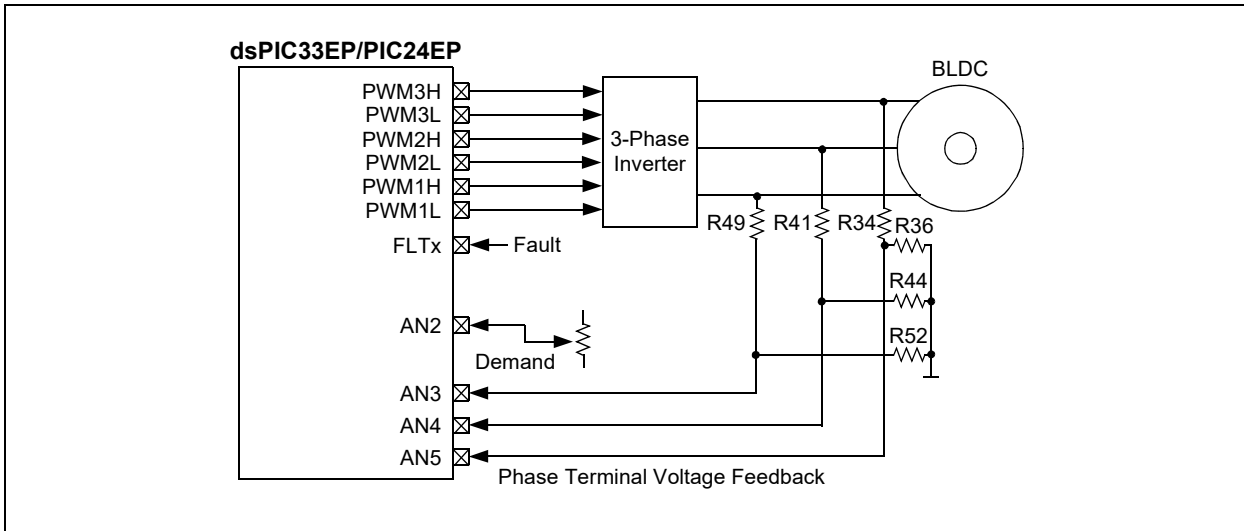 dsPIC33EP/PIC24EP
BLDC
PWM3H
PWM3L
PWM2H
PWM2L
PWM1H
PWM1L
3-Phase
Inverter
R49
R41
R34
R36
FLTx
Fault
R44
AN2
R52
Demand
AN3
AN4
AN5
Phase Terminal Voltage Feedback